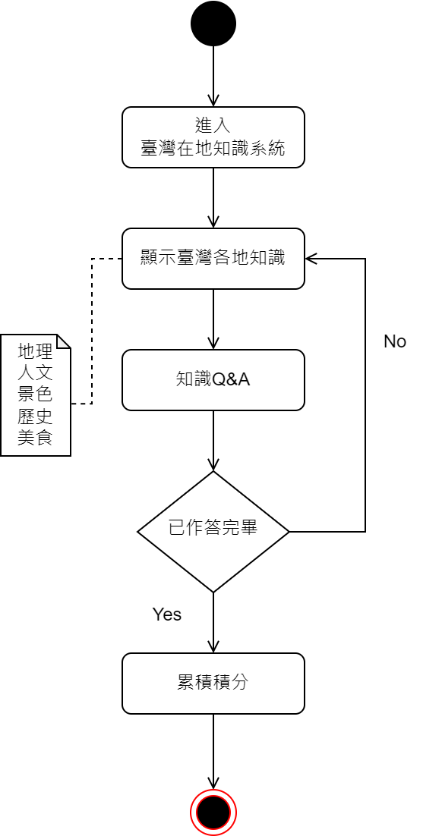 進入
臺灣在地知識系統
顯示臺灣各地知識
No
地理
人文
景色
歷史
美食
知識Q&A
已作答完畢
Yes
累積積分